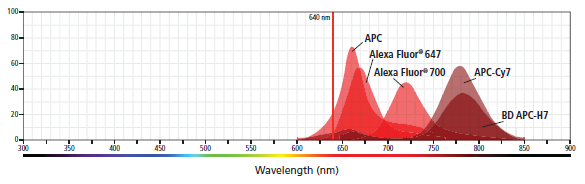 100
80
60
40
20
0
640 nm
APC
Alexa Fluor® 647
Alexa Fluor® 700
APC-Cy7
BD APC-H7
300 350 400 450 500 550 600 650 700 750 800 850 900
Wavelength (nm)